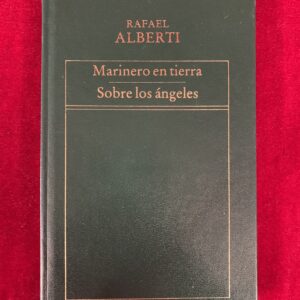 RAFAEL
ALBERTI
Marinero en tierra
Sobre los ángeles